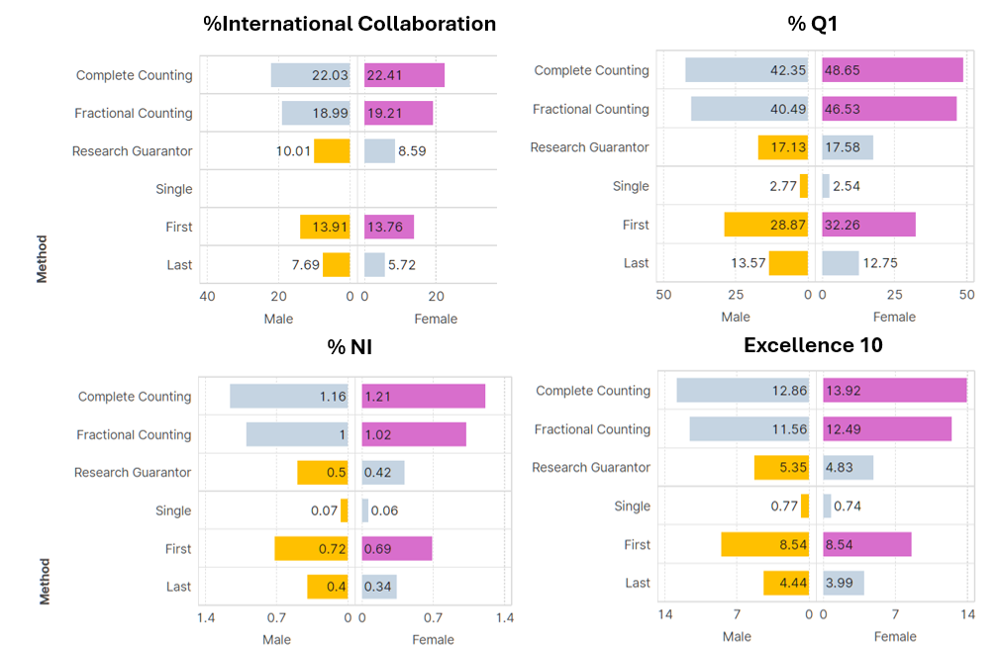 %International Collaboration
Complete Counting 22.03 22.41
Fractional Counting 18.99 19.21
Research Guarantor 10.01 8.59
Single
First 13.91 13.76
Last 7.69 5.72
Method
40 20 0 0 20
Male Female
% Q1
Complete Counting 42.35 48.65
Fractional Counting 40.49 46.53
Research Guarantor 17.13 17.58
Single 2.77 2.54
First 28.87 32.26
Last 13.57 12.75
50 25 0 0 25 50
Male Female
% NI
Complete Counting 1.16 1.21
Fractional Counting 1 1.02
Research Guarantor 0.5 0.42
Single 0.07 0.06
First 0.72 0.69
Last 0.4 0.34
Method
1.4 0.7 0 0 0.7 1.4
Male Female
Excellence 10
Complete Counting 12.86 13.92
Fractional Counting 11.56 12.49
Research Guarantor 5.35 4.83
Single 0.77 0.74
First 8.54 8.54
Last 4.44 3.99
14 7 0 0 7 14
Male Female